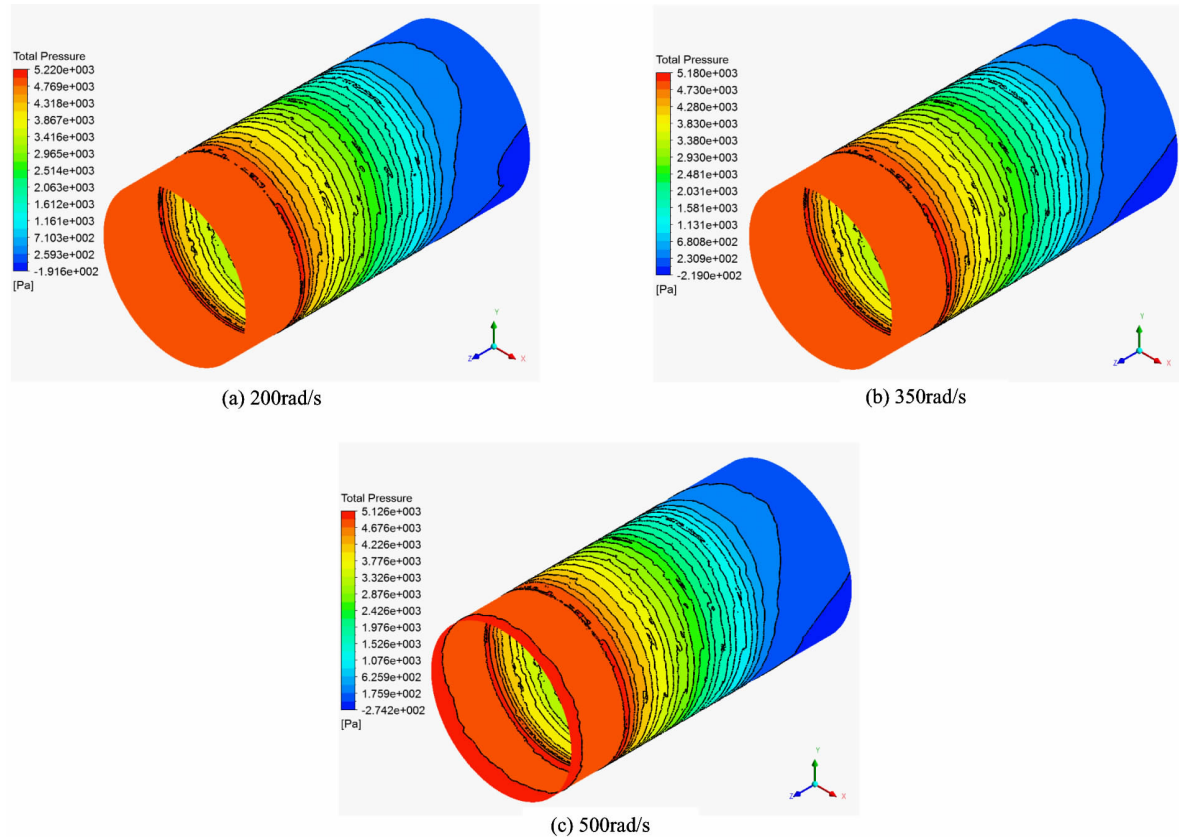 Total Pressure
5.220e+003
4.769e+003
4.318e+003
3.867e+003
3.416e+003
2.965e+003
2.514e+003
2.063e+003
1.612e+003
1.161e+003
7.103e+002
2.593e+002
-1.916e+002
[Pa]
Y
Z
X
(a) 200rad/s
Total Pressure
5.180e+003
4.730e+003
4.280e+003
3.830e+003
3.380e+003
2.930e+003
2.481e+003
2.031e+003
1.581e+003
1.131e+003
6.808e+002
2.309e+002
-2.190e+002
[Pa]
Y
Z
X
(b) 350rad/s
Total Pressure
5.126e+003
4.676e+003
4.226e+003
3.776e+003
3.326e+003
2.876e+003
2.426e+003
1.976e+003
1.526e+003
1.076e+003
6.259e+002
1.759e+002
-2.742e+002
[Pa]
Y
Z
X
(c) 500rad/s